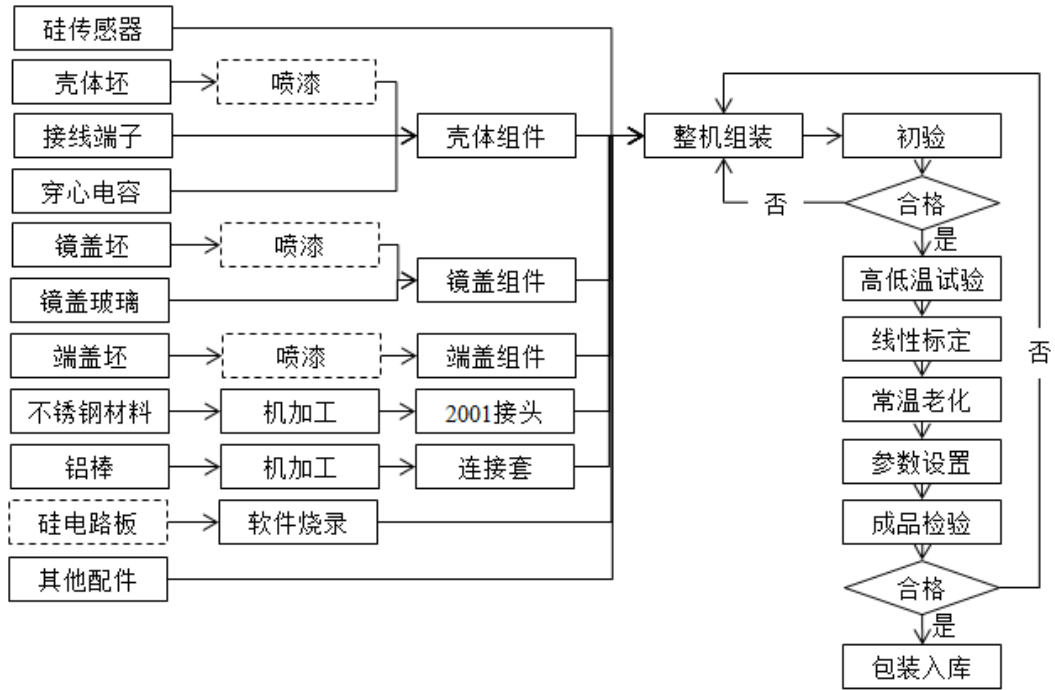 硅传感器
壳体坯
喷漆
接线端子
壳体组件
整机组装
初验
穿心电容
否
合格
是
镜盖坯
喷漆
镜盖组件
高低温试验
镜盖玻璃
线性标定
否
端盖坯
喷漆
端盖组件
不锈钢材料
机加工
2001接头
常温老化
铝棒
机加工
连接套
参数设置
硅电路板
软件烧录
成品检验
其他配件
合格
是
包装入库